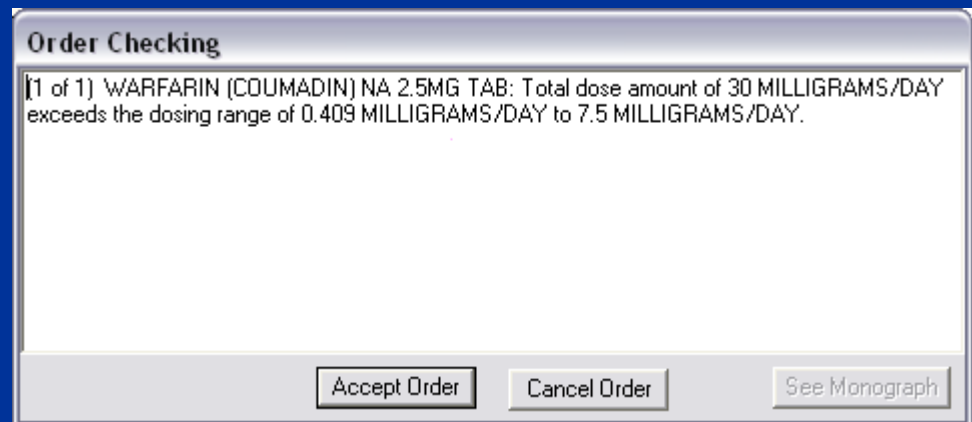 Order Checking
(1 of 1) WARFARIN (COUMADIN) NA 2.5MG TAB: Total dose amount of 30 MILLIGRAMS/DAY
exceeds the dosing range of 0.409 MILLIGRAMS/DAY to 7.5 MILLIGRAMS/DAY.
Accept Order Cancel Order See Monograph